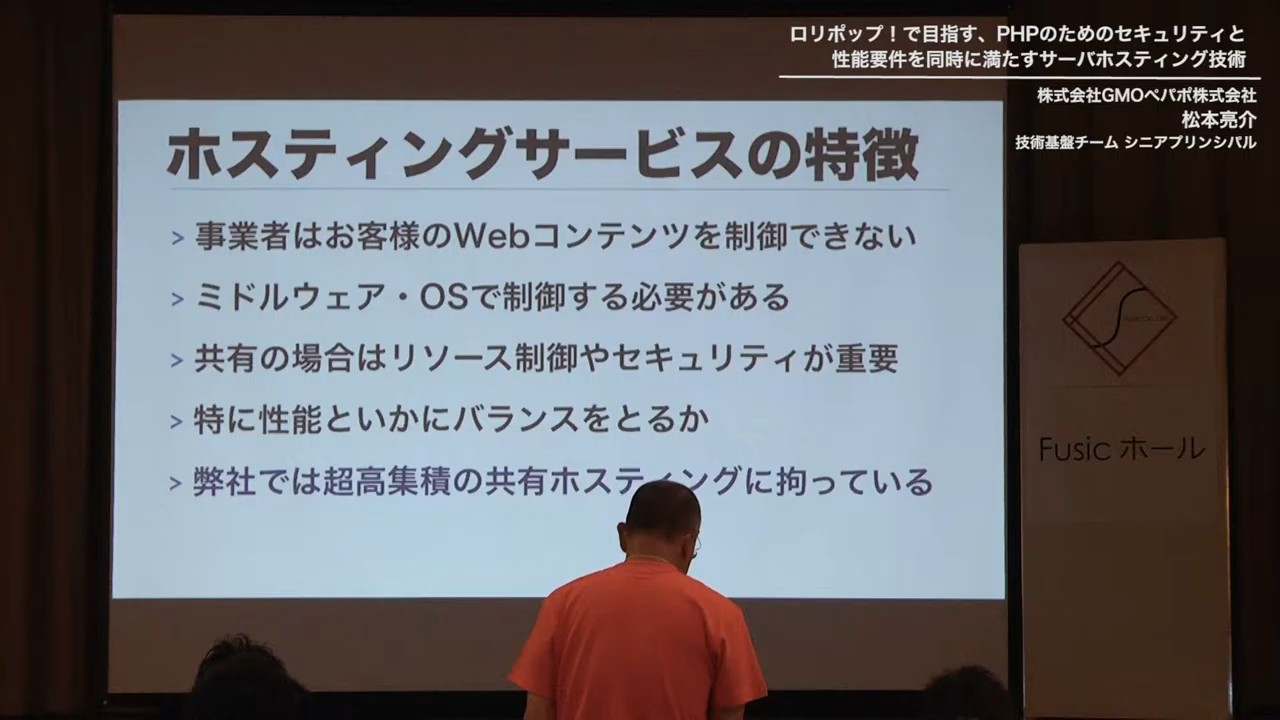 ロリポップ！で目指す、PHPのためのセキュリティと
性能要件を同時に満たすサーバホスティング技術
株式会社GMOペパボ株式会社
松本亮介
技術基盤チーム シニアプリンシパル
ホスティングサービスの特徴
> 事業者はお客様のWebコンテンツを制御できない
> ミドルウェア・OSで制御する必要がある
> 共有の場合はリソース制御やセキュリティが重要
> 特に性能といかにバランスをとるか
> 弊社では超高集積の共有ホスティングに拘っている
Fusic ホール